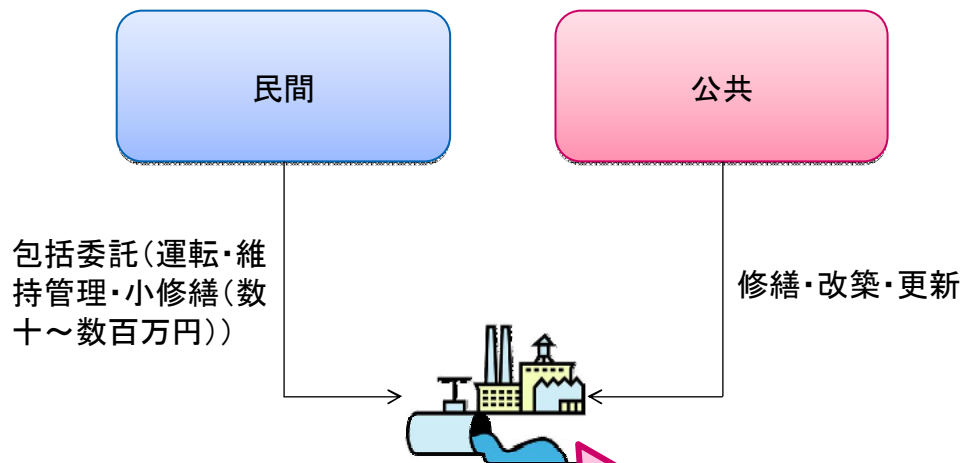 民間
公共
包括委託(運転・維
持管理・小修繕(数
十～数百万円))
修繕・改築・更新